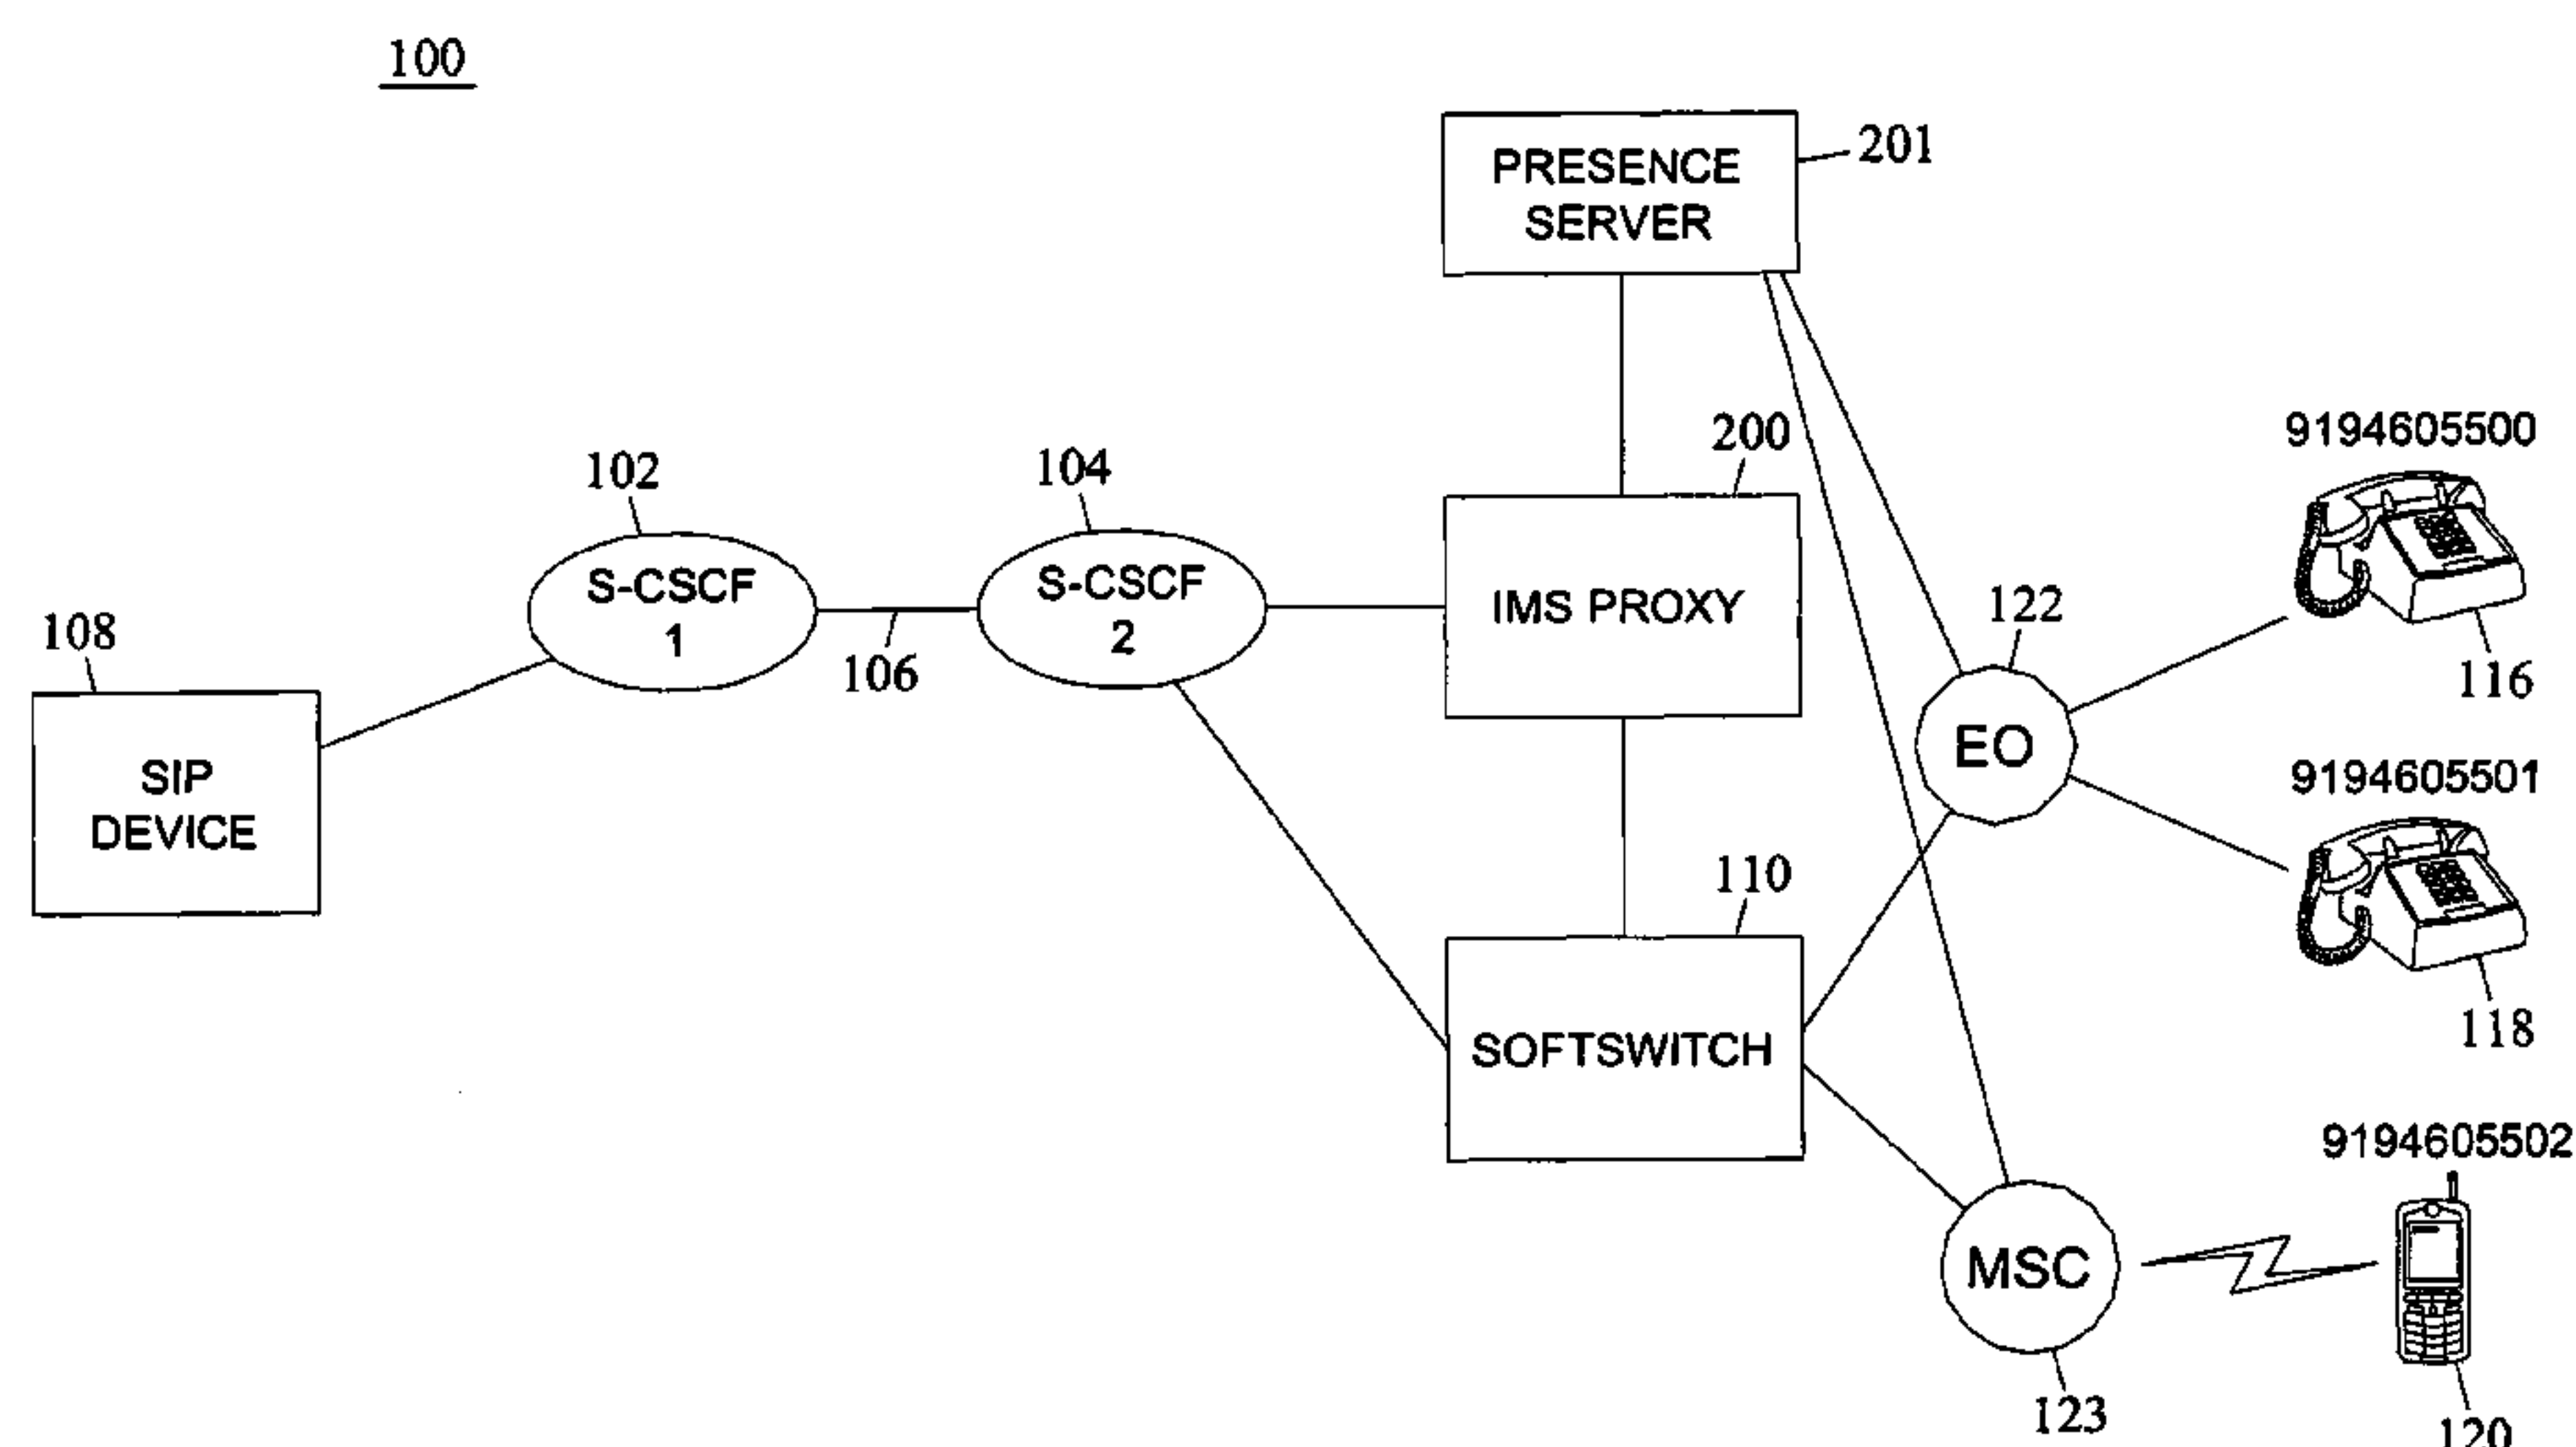 100
PRESENCE
SERVER
201
200
9194605500
102
104
S-CSCF
1
S-CSCF
2
IMS PROXY
122
108
106
116
EO
SIP
DEVICE
9194605501
110
118
SOFTSWITCH
9194605502
MSC
123
120